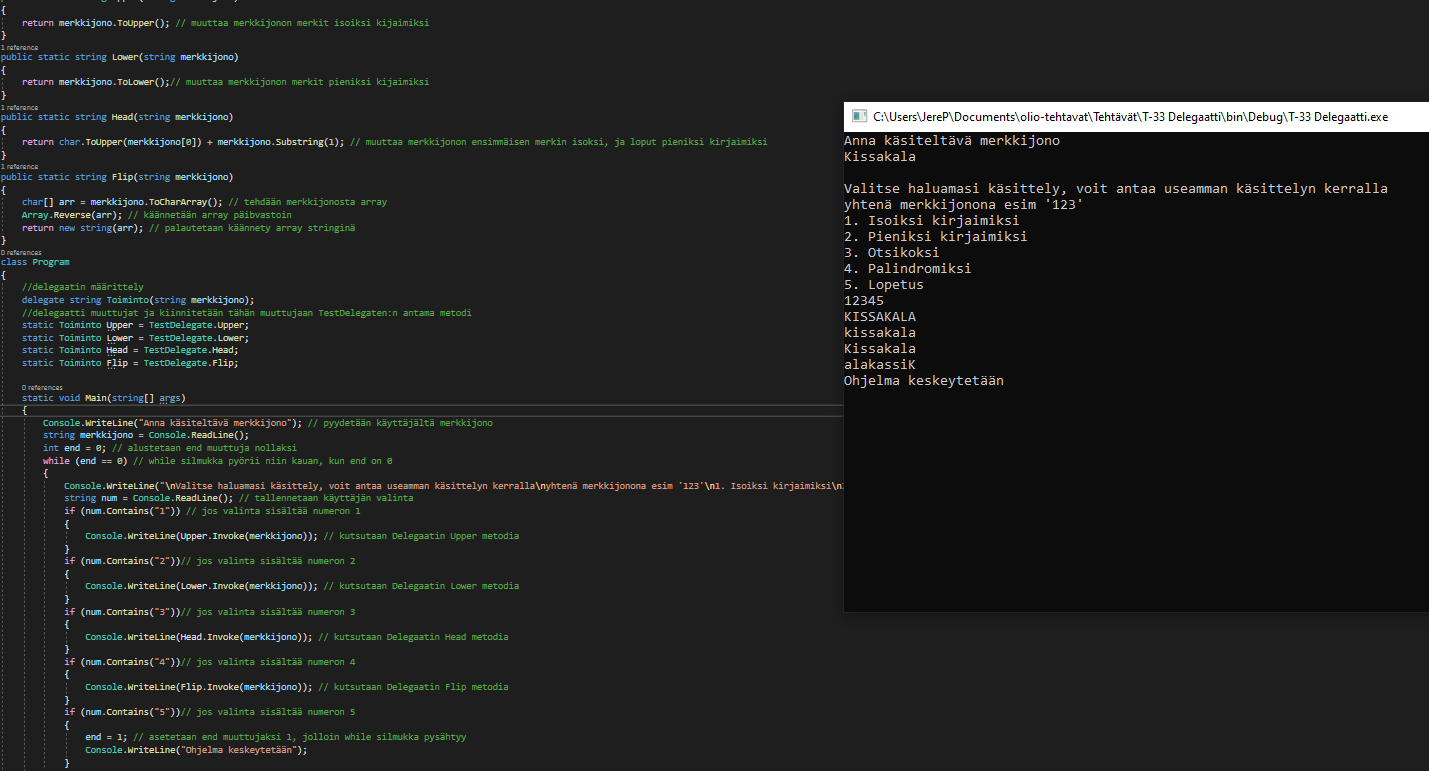 {
return merkkijono.ToUpper(); // muuttaa merkkijonon merkit isoiksi kijaimiksi
}
1 reference
public static string Lower(string merkkijono)
{
return merkkijono.ToLower();// muuttaa merkkijonon merkit pieniksi kijaimiksi
}
1 reference
public static string Head(string merkkijono)
{
return char.ToUpper(merkkijono[0]) + merkkijono.Substring(1); // muuttaa merkkijonon ensimmäisen merkin isoksi, ja loput pieniksi kirjaimiksi
}
1 reference
public static string Flip(string merkkijono)
{
char[] arr = merkkijono.ToCharArray(); // tehdään merkkijonosta array
Array.Reverse(arr); // käännetään array päibvastoin
return new string(arr); // palautetaan käännety array stringinä
}
0 references
class Program
{
//delegaatin määrittely
delegate string Toiminto(string merkkijono);
//delegaatti muuttujat ja kiinnitetään tähän muuttujaan TestDelegaten:n antama metodi
static Toiminto Upper = TestDelegate.Upper;
static Toiminto Lower = TestDelegate.Lower;
static Toiminto Head = TestDelegate.Head;
static Toiminto Flip = TestDelegate.Flip;
0 references
static void Main(string[] args)
{
Console.WriteLine("Anna käsiteltävä merkkijono"); // pyydetään käyttäjältä merkkijono
string merkkijono = Console.ReadLine();
int end = 0; // alustetaan end muuttuja nollaksi
while (end == 0) // while silmukka pyörii niin kauan, kun end on 0
{
Console.WriteLine("\nValitse haluamasi käsittely, voit antaa useamman käsittelyn kerralla\nyhtenä merkkijonona esim '123'\n1. Isoiksi kirjaimiksi\n
string num = Console.ReadLine(); // tallennetaan käyttäjän valinta
if (num.Contains("1")) // jos valinta sisältää numeron 1
{
Console.WriteLine(Upper.Invoke(merkkijono)); // kutsutaan Delegaatin Upper metodia
}
if (num.Contains("2"))// jos valinta sisältää numeron 2
{
Console.WriteLine(Lower.Invoke(merkkijono)); // kutsutaan Delegaatin Lower metodia
}
if (num.Contains("3"))// jos valinta sisältää numeron 3
{
Console.WriteLine(Head.Invoke(merkkijono)); // kutsutaan Delegaatin Head metodia
}
if (num.Contains("4"))// jos valinta sisältää numeron 4
{
Console.WriteLine(Flip.Invoke(merkkijono)); // kutsutaan Delegaatin Flip metodia
}
if (num.Contains("5"))// jos valinta sisältää numeron 5
{
end = 1; // asetetaan end muuttujaksi 1, jolloin while silmukka pysähtyy
Console.WriteLine("Ohjelma keskeytetään");
}
C:\Users\JereP\Documents\olio-tehtavat\Tehtävät\T-33 Delegaatti\bin\Debug\T-33 Delegaatti.exe
Anna käsiteltävä merkkijono
Kissakala
Valitse haluamasi käsittely, voit antaa useamman käsittelyn kerralla
yhtenä merkkijonona esim '123'
1. Isoiksi kirjaimiksi
2. Pieniksi kirjaimiksi
3. Otsikoksi
4. Palindromiksi
5. Lopetus
12345
KISSAKALA
kissakala
Kissakala
alakassiK
Ohjelma keskeytetään